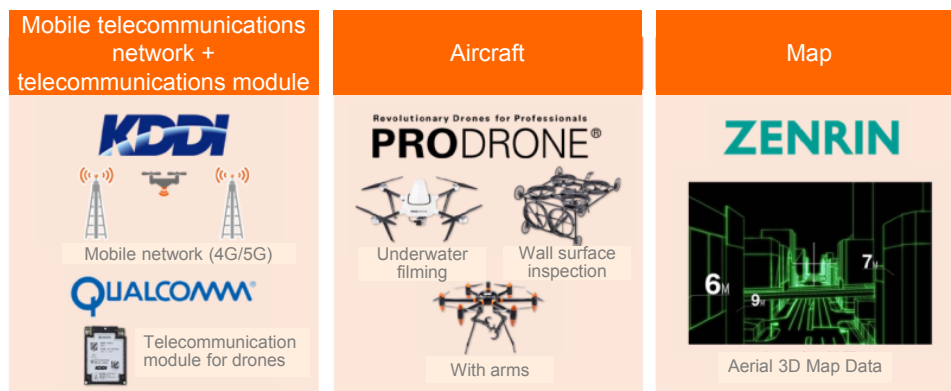 Mobile telecommunications
network +
telecommunications module
KDDI
Mobile network (4G/5G)
QUALCOMM
Telecommunication
module for drones
Aircraft
Revolutionary Drones for Professionals
PRODRONE®
Underwater
filming
Wall surface
inspection
With arms
Map
ZENRIN
6M
9M
7M
Aerial 3D Map Data